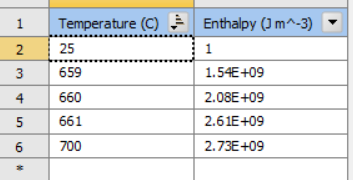 1 Temperature (C) Enthalpy (J m^-3)
2 25 1
3 659 1.54E+09
4 660 2.08E+09
5 661 2.61E+09
6 700 2.73E+09
*